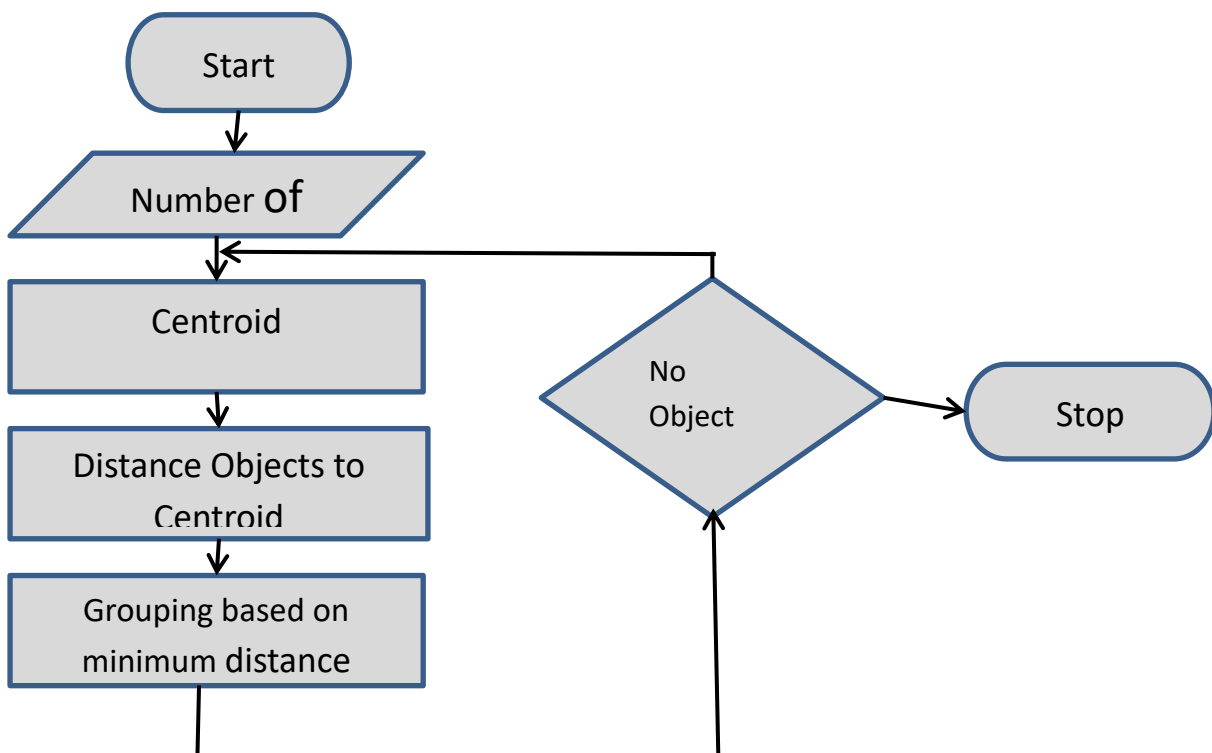 Start
Number of
Centroid
Distance Objects to
Centroid
Grouping based on
minimum distance
No
Object
Stop